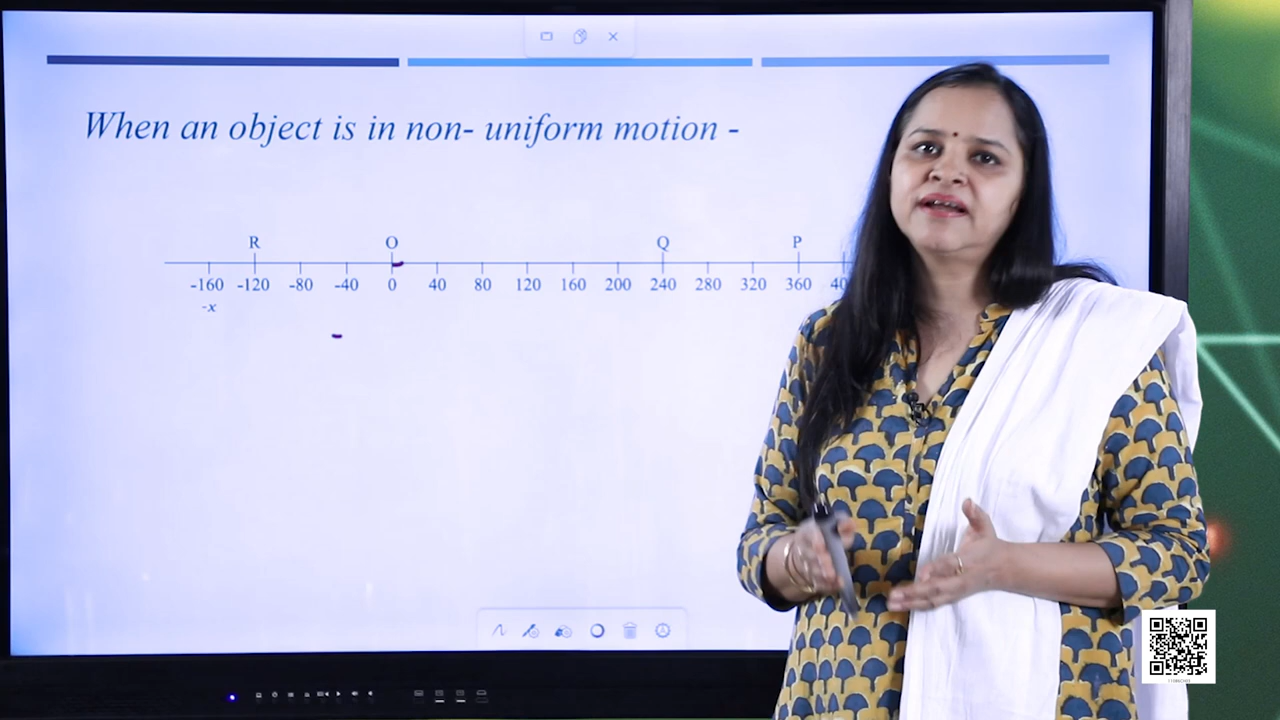 When an object is in non- uniform motion -
R O Q P
-160 -120 -80 -40 0 40 80 120 160 200 240 280 320 360
-x